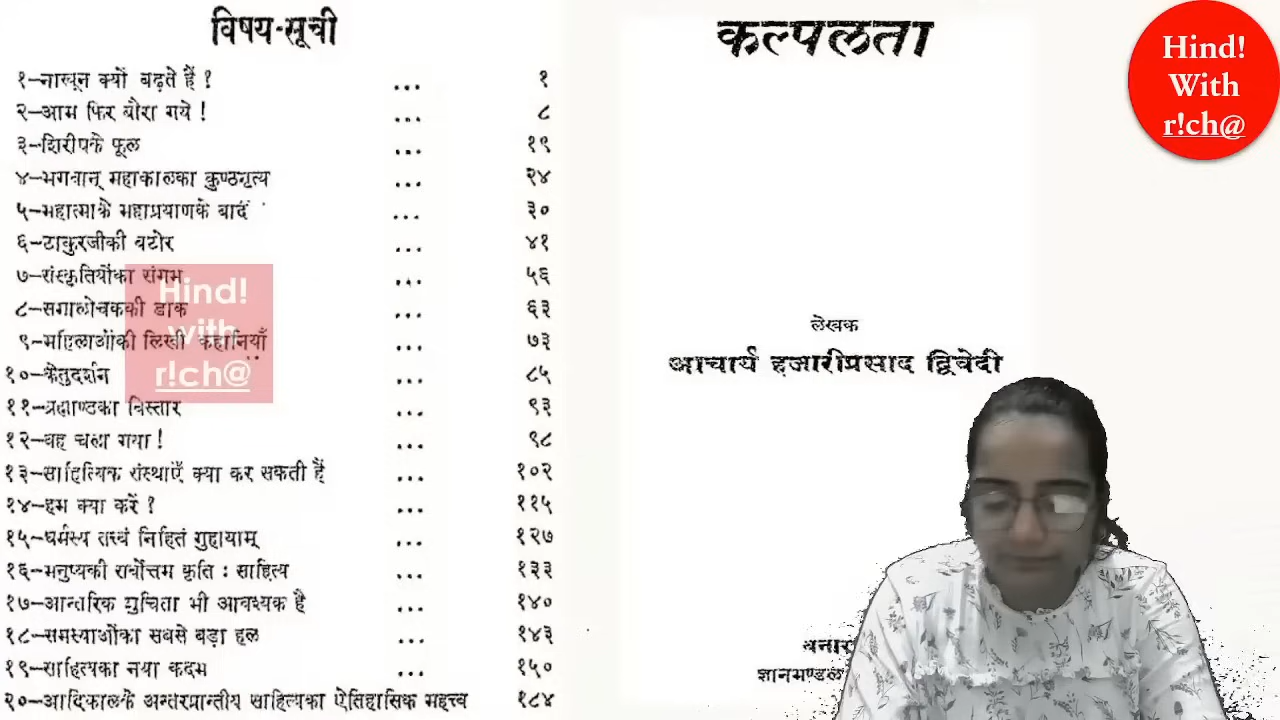 विषय-सूची
१-नाखून क्यों बढ़ते हैं ? ... १
२-आम फिर बौरा गये ! ... ८
३-शिरीषके फूल ... १९
४-भगवान् महाकालका कुण्ठनृत्य ... २४
५-महात्माके महाप्रयाणके बाद ... ३०
६-ठाकुरजीकी बटोर ... ४१
७-संस्कृतियोंका संगम ... ५६
८-समालोचककी डाक ... ६३
९-महिलाओंकी लिखी कहानियाँ ... ७३
१०-केतुदर्शन ... ८५
११-ब्रह्माण्डका विस्तार ... ९३
१२-वह चला गया ! ... ९८
१३-साहित्यिक संस्थाएँ क्या कर सकती हैं ... १०२
१४-हम क्या करें ? ... ११५
१५-धर्मस्य तत्त्वं निहितं गुहायाम् ... १२७
१६-मनुष्यकी सर्वोत्तम कृति : साहित्य ... १३३
१७-आन्तरिक शुचिता भी आवश्यक है ... १४०
१८-समस्याओंका सबसे बड़ा हल ... १४३
१९-साहित्यका नया कदम ... १५०
२०-आदिकालके अन्तरप्रान्तीय साहित्यका ऐतिहासिक महत्त्व ... १८४
Hind!
with
r!ch@
कल्पलता
लेखक
आचार्य हजारीप्रसाद द्विवेदी
ज्ञानमण्डल
Hind!
With
r!ch@